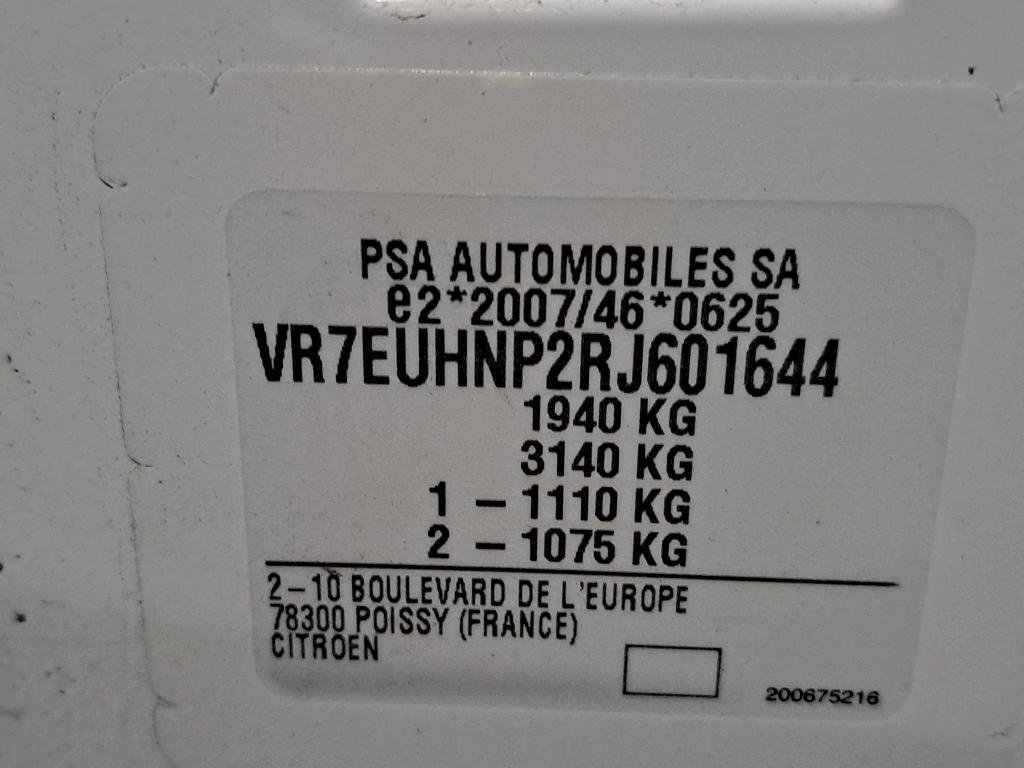 PSA AUTOMOBILES SA
e2*2007/46*0625
VR7EUHNP2RJ601644
1940 KG
3140 KG
1 – 1110 KG
2 – 1075 KG
2–10 BOULEVARD DE L'EUROPE
78300 POISSY (FRANCE)
CITROEN
200675216